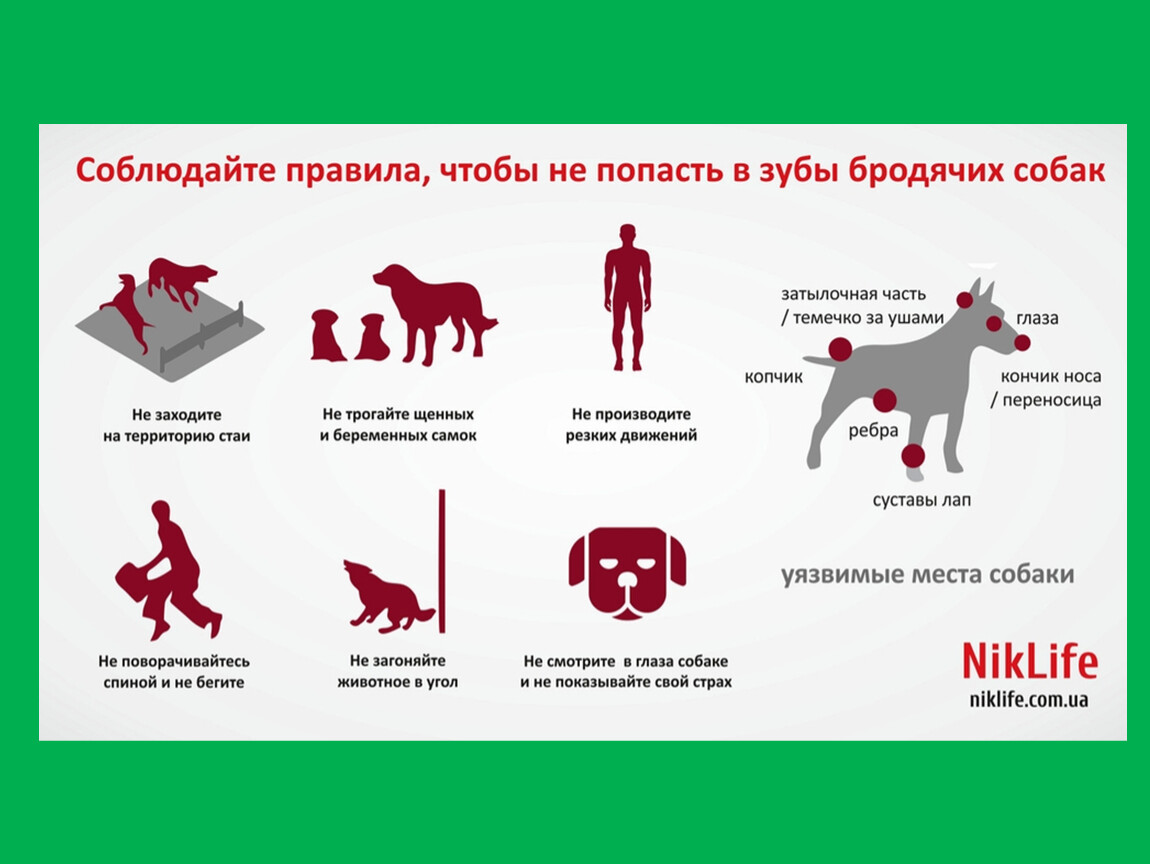 Соблюдайте правила, чтобы не попасть в зубы бродячих собак
Не заходите
на территорию стаи
Не трогайте щенных
и беременных самок
Не производите
резких движений
затылочная часть
/ темечко за ушами
глаза
копчик
кончик носа
/ переносица
ребра
суставы лап
уязвимые места собаки
Не поворачивайтесь
спиной и не бегите
Не загоняйте
животное в угол
Не смотрите в глаза собаке
и не показывайте свой страх
NikLife
niklife.com.ua